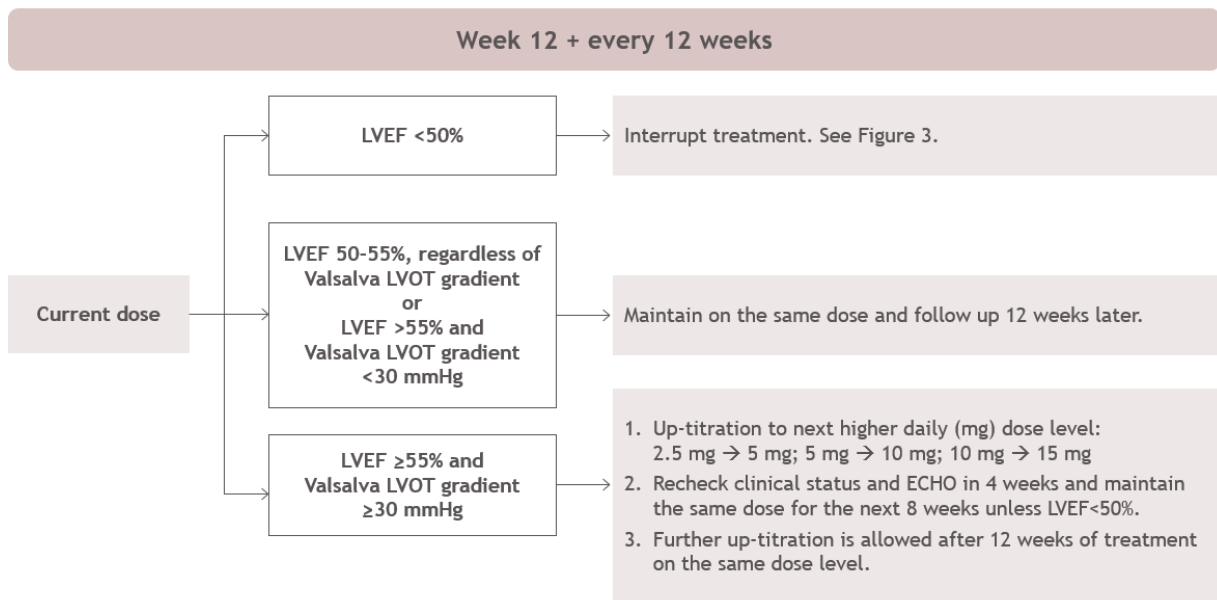 Week 12 + every 12 weeks
Current dose
LVEF <50%
Interrupt treatment. See Figure 3.
LVEF 50-55%, regardless of
Valsalva LVOT gradient
or
LVEF >55% and
Valsalva LVOT gradient
<30 mmHg
Maintain on the same dose and follow up 12 weeks later.
LVEF ≥55% and
Valsalva LVOT gradient
≥30 mmHg
1. Up-titration to next higher daily (mg) dose level:
2.5 mg → 5 mg; 5 mg → 10 mg; 10 mg → 15 mg
2. Recheck clinical status and ECHO in 4 weeks and maintain
the same dose for the next 8 weeks unless LVEF<50%.
3. Further up-titration is allowed after 12 weeks of treatment
on the same dose level.